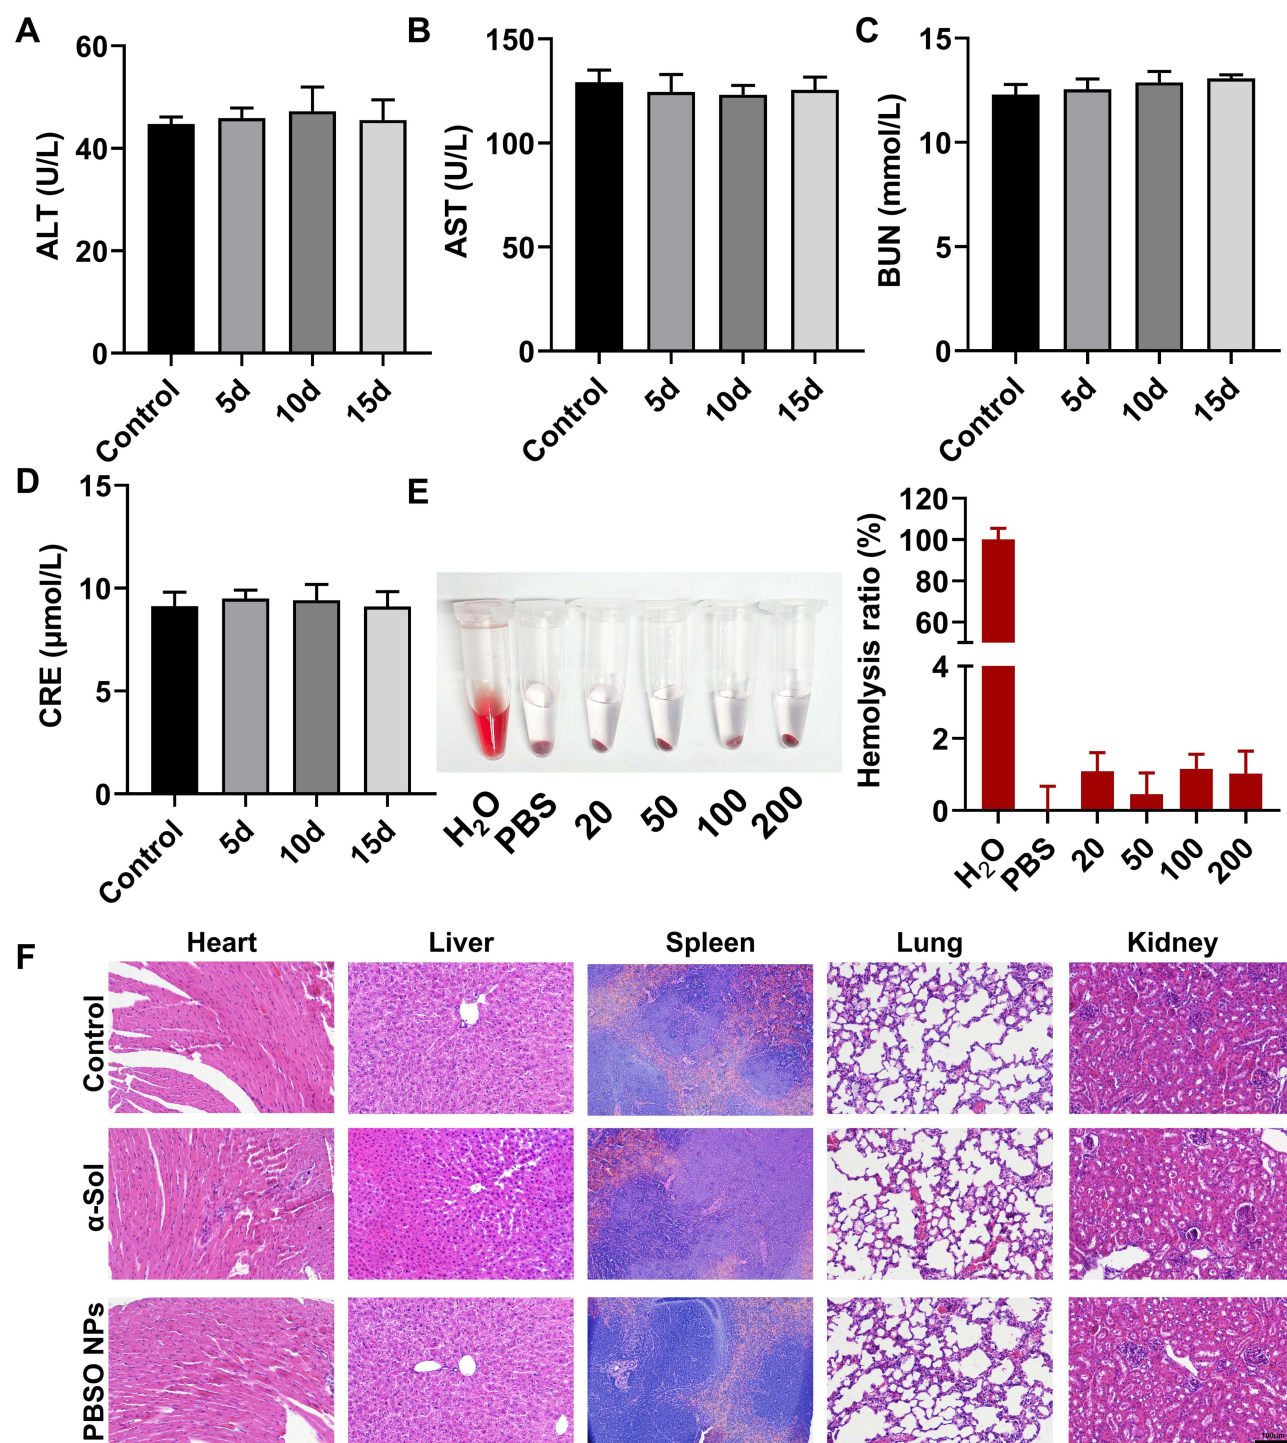 A
ALT (U/L)
60
40
20
0
Control
5d
10d
15d
B
AST (U/L)
150
100
50
0
Control
5d
10d
15d
C
BUN (mmol/L)
15
10
5
0
Control
5d
10d
15d
D
CRE (μmol/L)
15
10
5
0
Control
5d
10d
15d
E
H₂O
PBS
20
50
100
200
Hemolysis ratio (%)
120
100
80
60
4
2
0
H₂O
PBS
20
50
100
200
F
Heart
Liver
Spleen
Lung
Kidney
Control
α-Sol
PBSO NPs
100μm